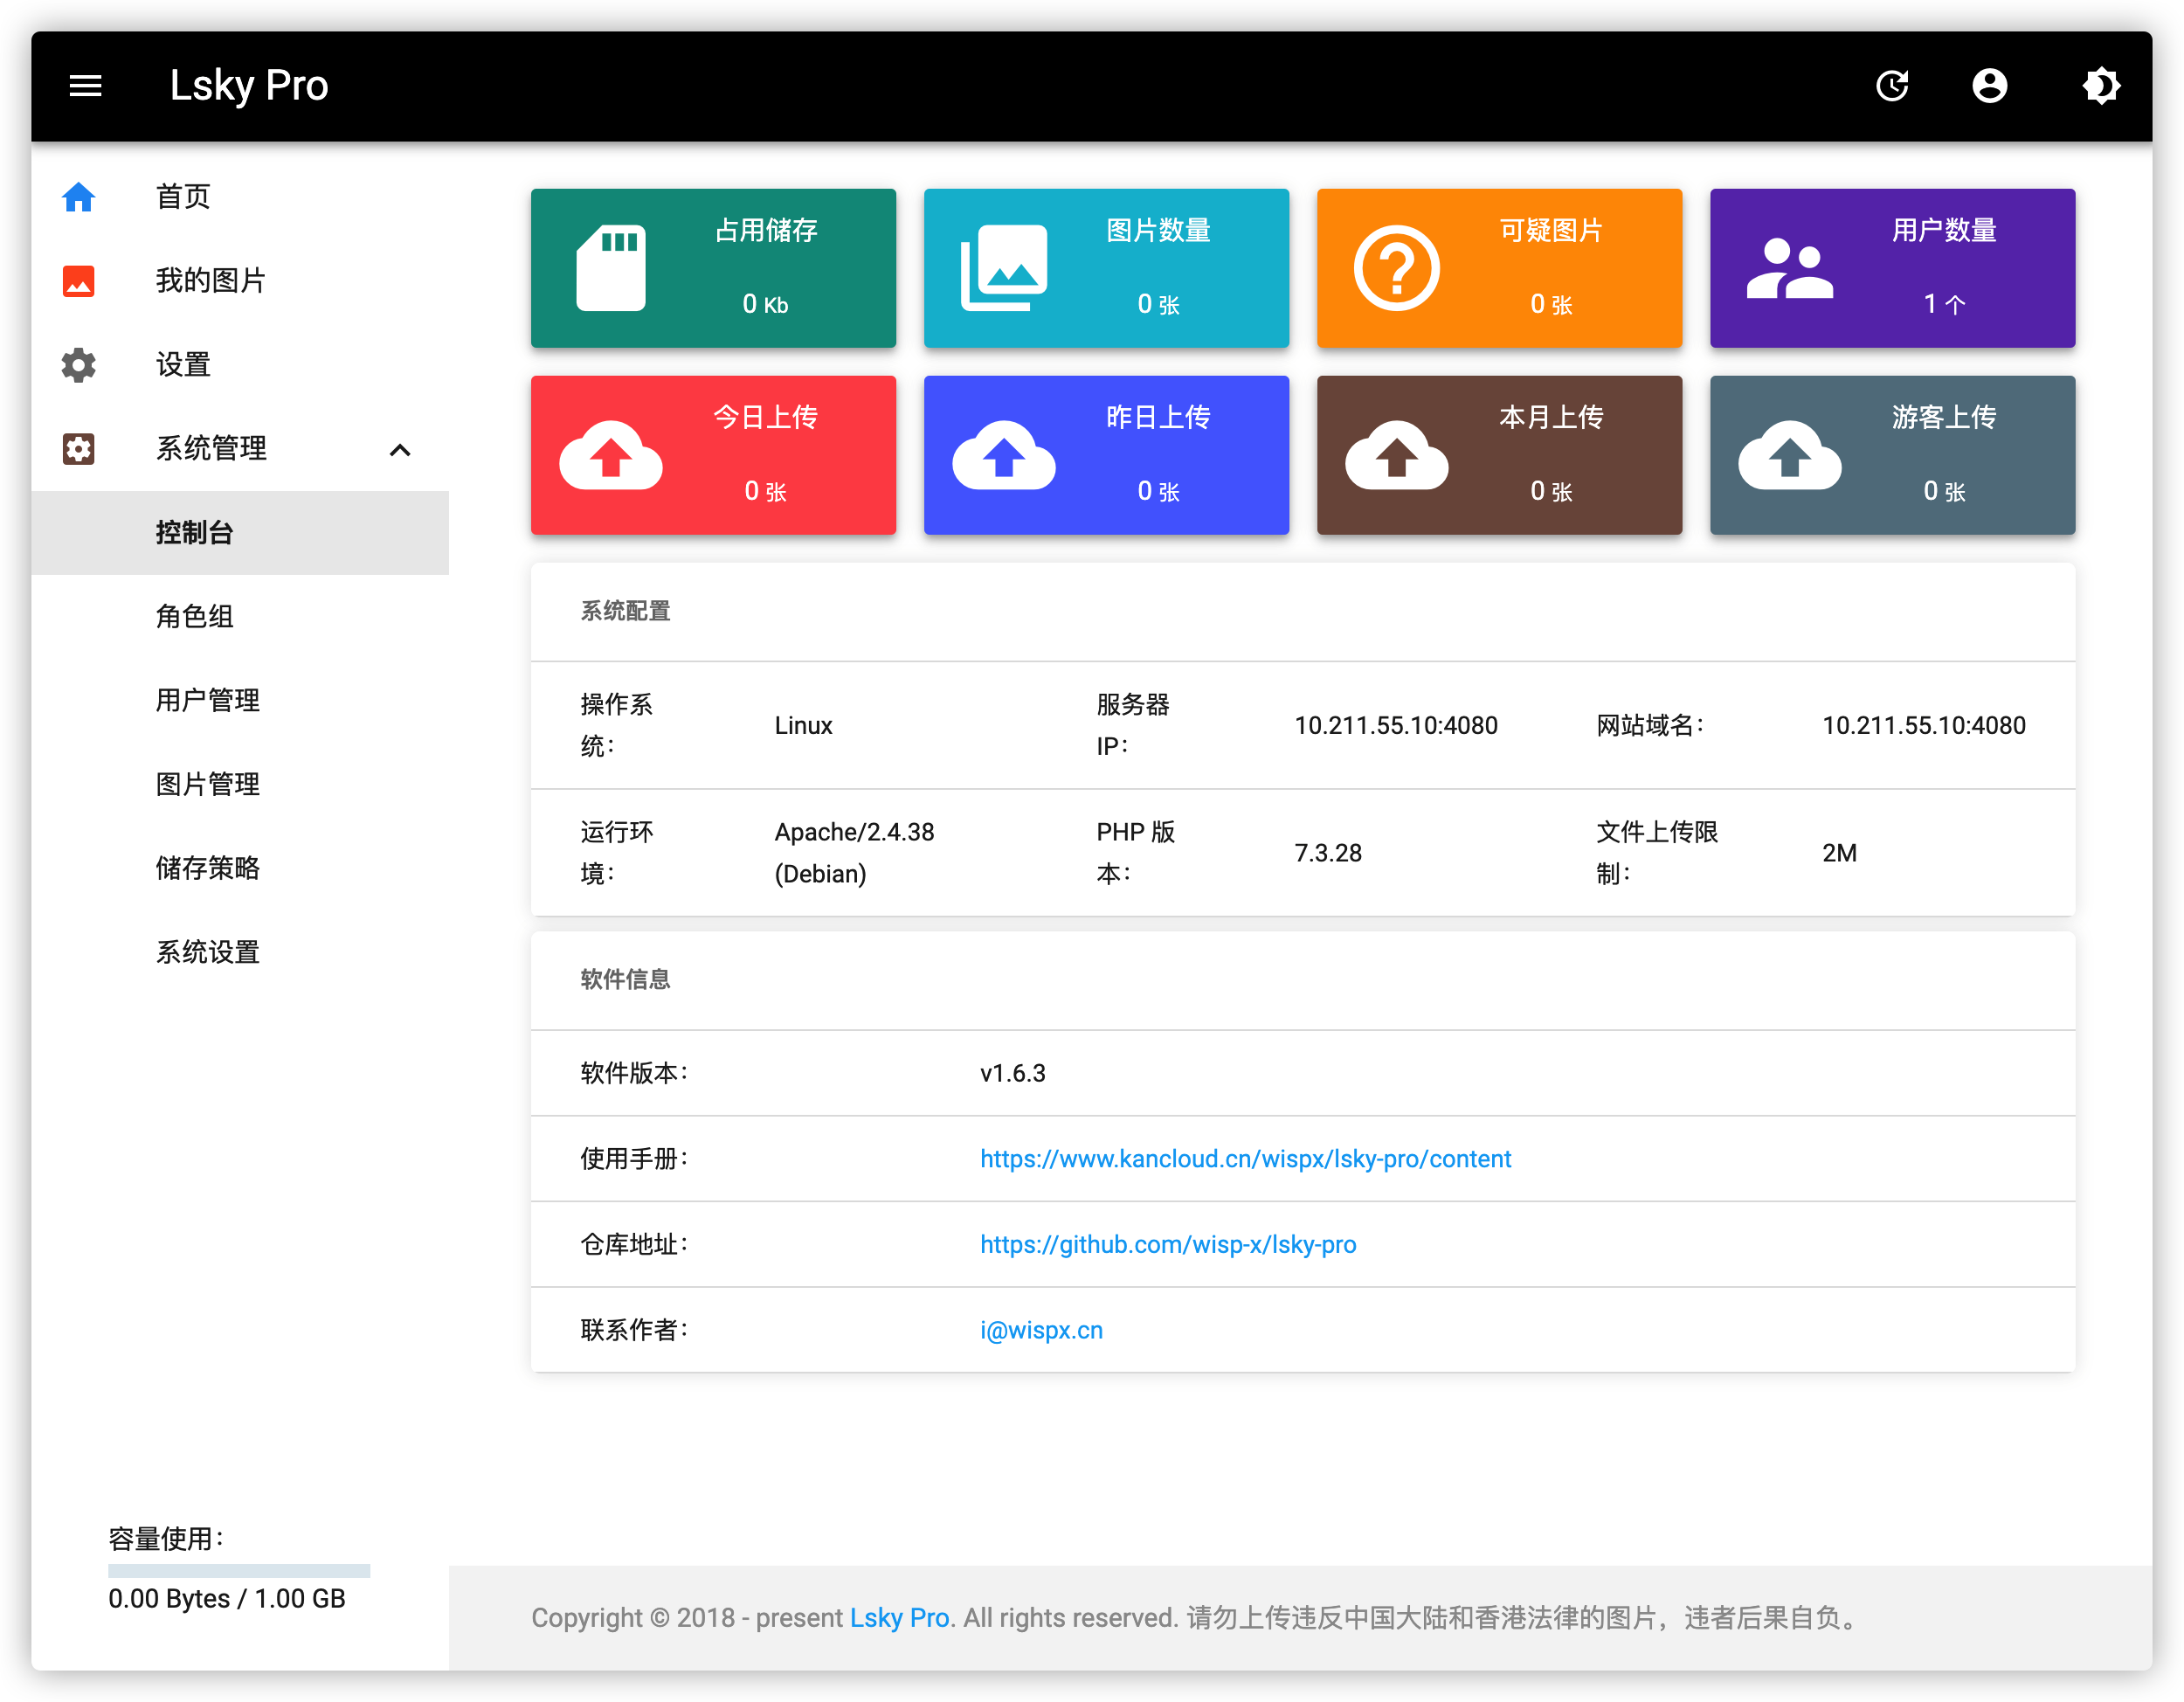 Lsky Pro
首页
我的图片
设置
系统管理
控制台
角色组
用户管理
图片管理
储存策略
系统设置
容量使用：
0.00 Bytes / 1.00 GB
占用储存
0 Kb
图片数量
0 张
可疑图片
0 张
用户数量
1 个
今日上传
0 张
昨日上传
0 张
本月上传
0 张
游客上传
0 张
系统配置
操作系
统：
Linux
服务器
IP：
10.211.55.10:4080
网站域名：
10.211.55.10:4080
运行环
境：
Apache/2.4.38
(Debian)
PHP 版
本：
7.3.28
文件上传限
制：
2M
软件信息
软件版本：
v1.6.3
使用手册：
https://www.kancloud.cn/wispx/lsky-pro/content
仓库地址：
https://github.com/wisp-x/lsky-pro
联系作者：
i@wispx.cn
Copyright © 2018 - present Lsky Pro. All rights reserved. 请勿上传违反中国大陆和香港法律的图片，违者后果自负。